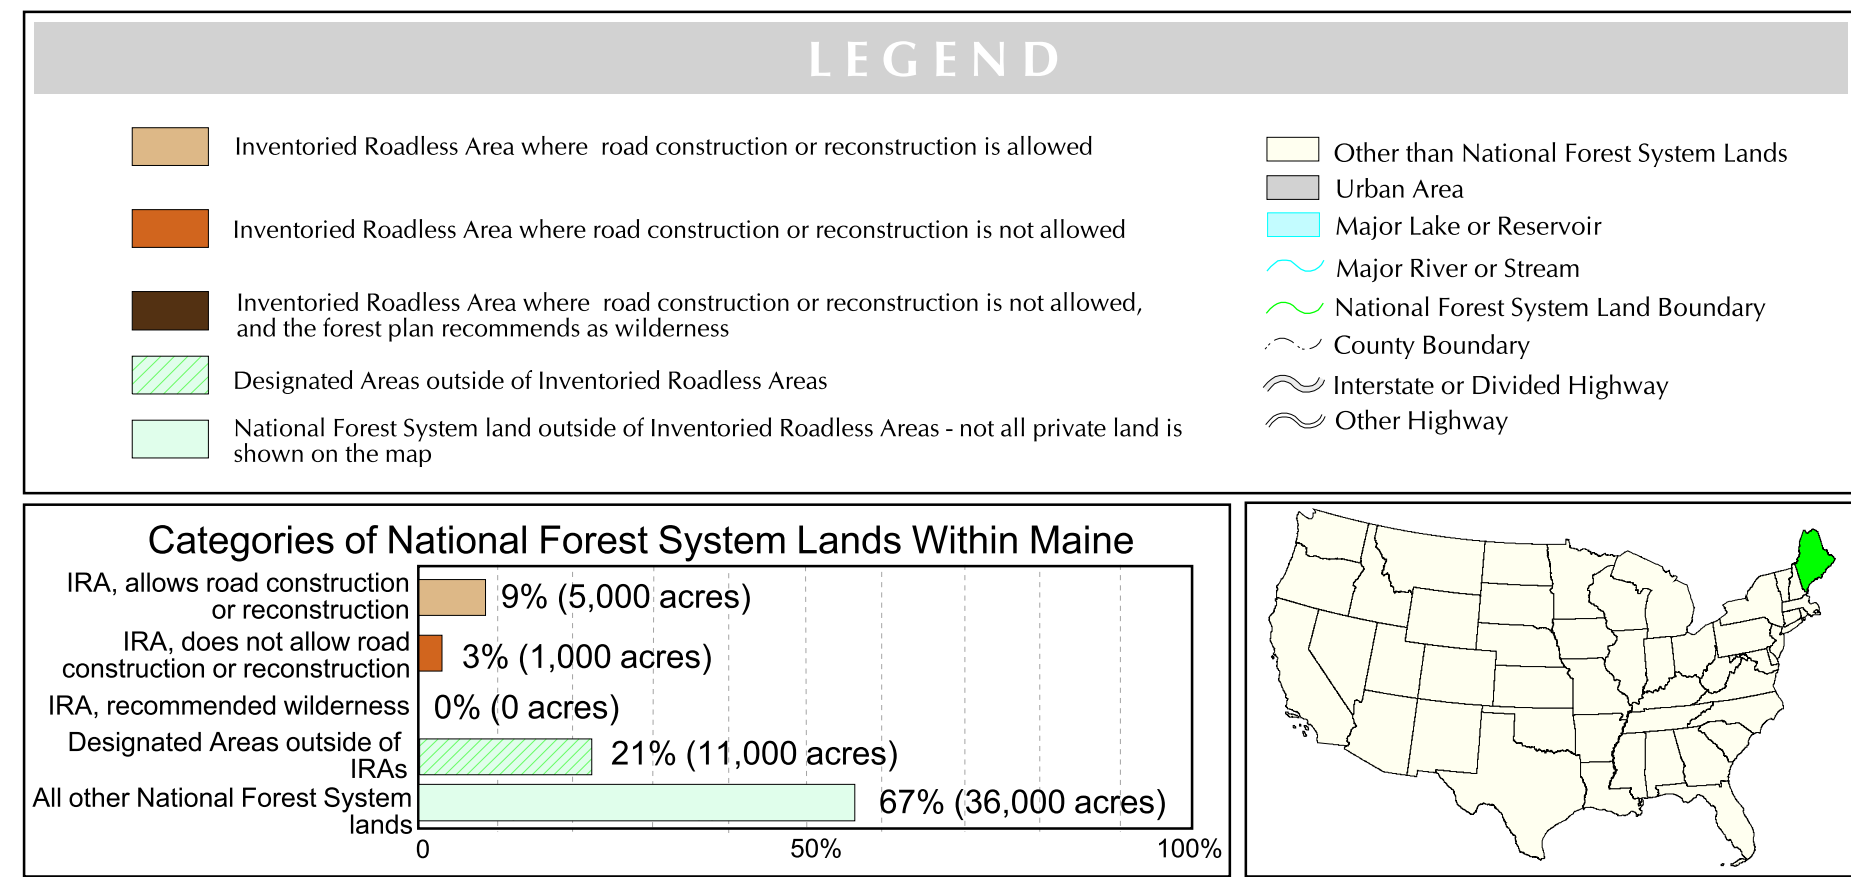 LEGEND
Inventoried Roadless Area where road construction or reconstruction is allowed
Inventoried Roadless Area where road construction or reconstruction is not allowed
Inventoried Roadless Area where road construction or reconstruction is not allowed,
and the forest plan recommends as wilderness
Designated Areas outside of Inventoried Roadless Areas
National Forest System land outside of Inventoried Roadless Areas - not all private land is
shown on the map
Other than National Forest System Lands
Urban Area
Major Lake or Reservoir
Major River or Stream
National Forest System Land Boundary
County Boundary
Interstate or Divided Highway
Other Highway
Categories of National Forest System Lands Within Maine
IRA, allows road construction
or reconstruction
9% (5,000 acres)
IRA, does not allow road
construction or reconstruction
3% (1,000 acres)
IRA, recommended wilderness
0% (0 acres)
Designated Areas outside of
IRAs
21% (11,000 acres)
All other National Forest System
lands
67% (36,000 acres)
0
50%
100%